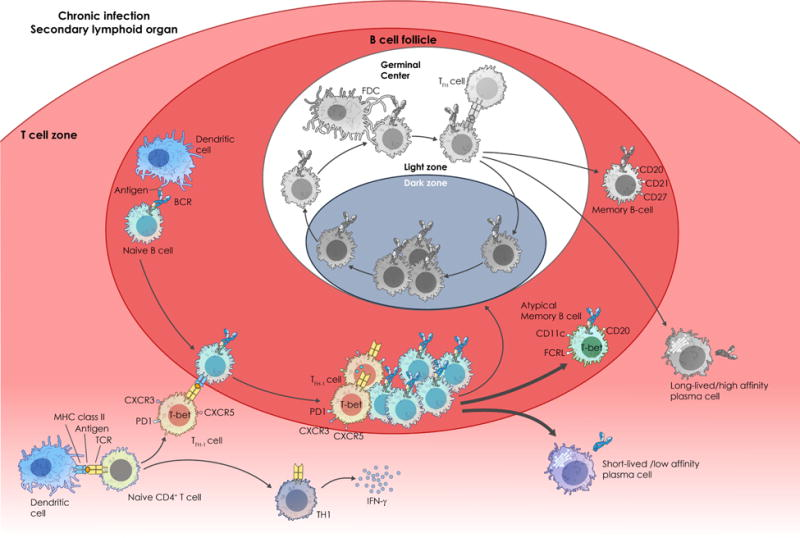 Chronic infection
Secondary lymphoid organ
B cell follicle
Germinal
Center
TFH cell
FDC
T cell zone
Dendritic
cell
Antigen
BCR
Naive B cell
Light zone
Dark zone
CD20
CD21
CD27
Memory B-cell
Atypical
Memory B cell
CD11c
CD20
T-bet
FCRL
Long-lived/high affinity
plasma cell
TFH-1 cell
PD1
T-bet
CXCR3
CXCR5
CXCR3
T-bet
CXCR5
PD1
TFH-1 cell
MHC class II
Antigen
TCR
Dendritic
cell
Naive CD4+ T cell
TH1
IFN-γ
Short-lived /low affinity
plasma cell